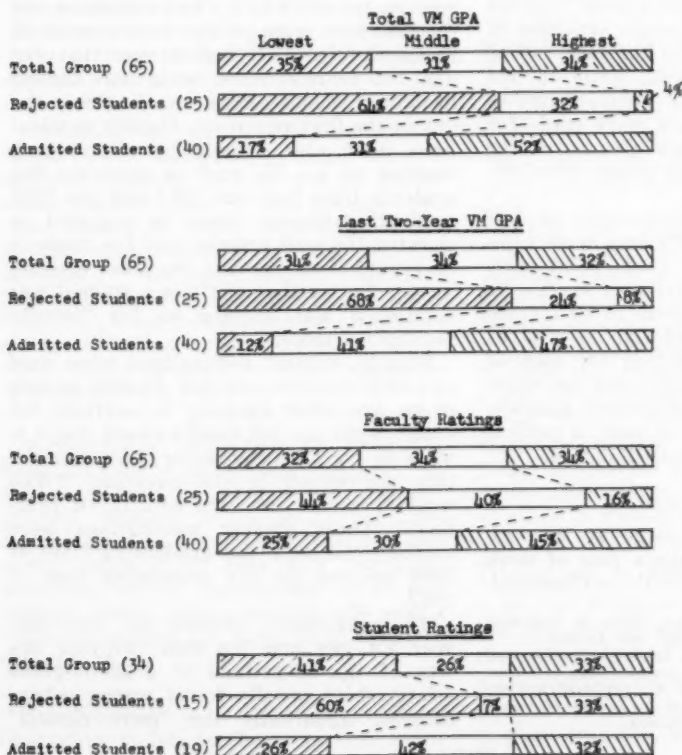 Total VM GPA
Lowest Middle Highest
Total Group (65) 35% 31% 34%
4%
Rejected Students (25) 64% 32%
Admitted Students (40) 17% 31% 52%
Last Two-Year VM GPA
Total Group (65) 34% 34% 32%
Rejected Students (25) 68% 24% 8%
Admitted Students (40) 12% 41% 47%
Faculty Ratings
Total Group (65) 32% 34% 34%
Rejected Students (25) 44% 40% 16%
Admitted Students (40) 25% 30% 45%
Student Ratings
Total Group (34) 41% 26% 33%
Rejected Students (15) 60% 7% 33%
Admitted Students (19) 26% 42% 32%